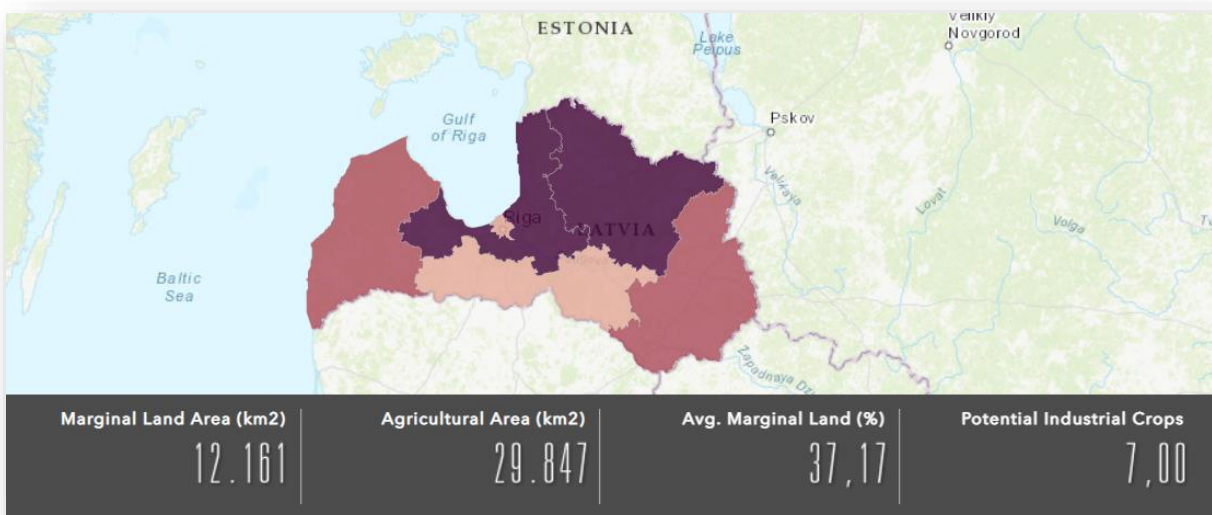 ESTONIA
Velikiy
Novgorod
Lake
Peipus
Gulf
of Riga
Pskov
Velikaya
Lovat
Volga
Riga
LATVIA
Baltic
Sea
Marginal Land Area (km2)
12.161
Agricultural Area (km2)
29.847
Avg. Marginal Land (%)
37,17
Potential Industrial Crops
7,00